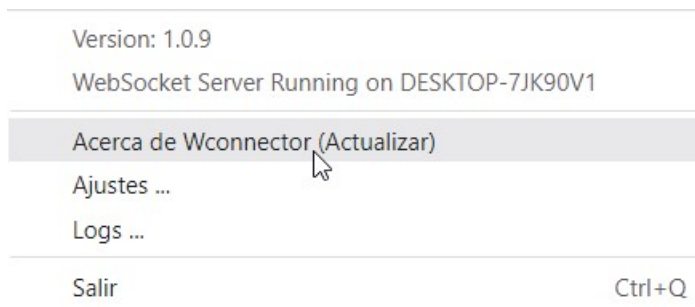 Version: 1.0.9
WebSocket Server Running on DESKTOP-7JK90V1
Acerca de Wconnector (Actualizar)
Ajustes ...
Logs ...
Salir Ctrl+Q